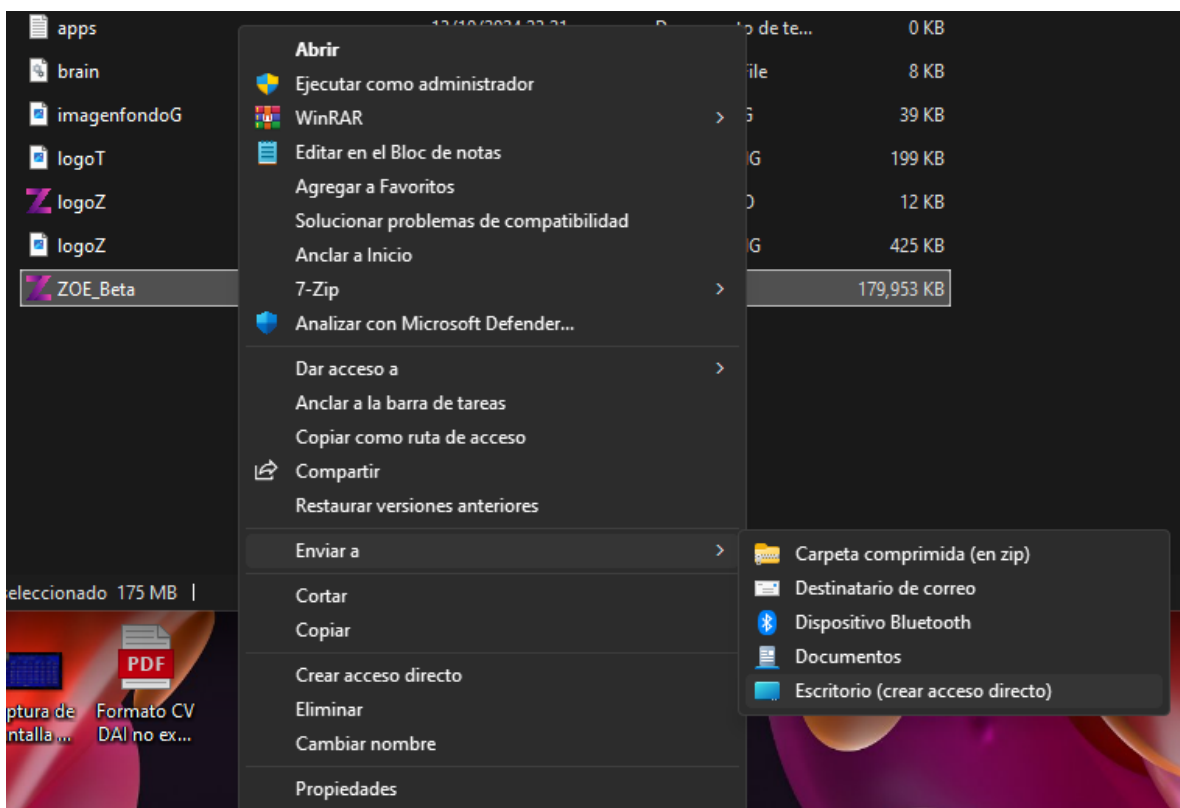 apps 0 KB
brain 8 KB
imagenfondoG 39 KB
logoT 199 KB
logoZ 12 KB
logoZ 425 KB
ZOE_Beta 179,953 KB
Abrir
Ejecutar como administrador
WinRAR
Editar en el Bloc de notas
Agregar a Favoritos
Solucionar problemas de compatibilidad
Anclar a Inicio
7-Zip
Analizar con Microsoft Defender...
Dar acceso a
Anclar a la barra de tareas
Copiar como ruta de acceso
Compartir
Restaurar versiones anteriores
Enviar a
Cortar
Copiar
Crear acceso directo
Eliminar
Cambiar nombre
Propiedades
Carpeta comprimida (en zip)
Destinatario de correo
Dispositivo Bluetooth
Documentos
Escritorio (crear acceso directo)
eleccionado 175 MB
PDF
ptura de
ntalla ...
Formato CV
DAI no ex...